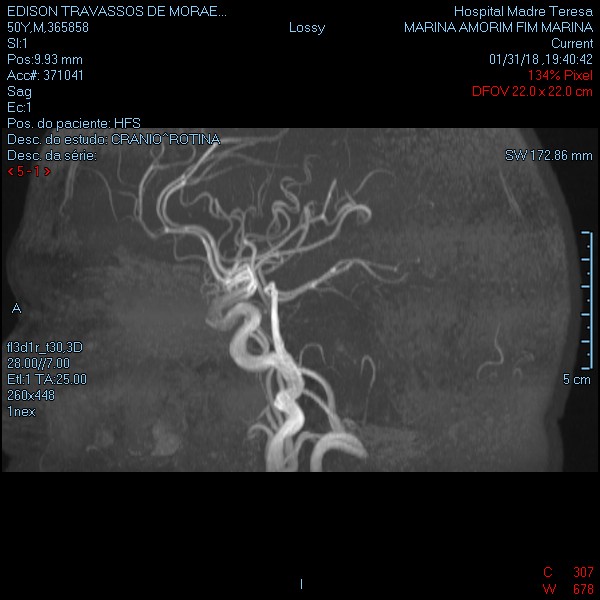 EDISON TRAVASSOS DE MORAE...
50Y,M,365858
Sl:1
Pos:9.93 mm
Acc#: 371041
Sag
Ec:1
Pos. do paciente: HFS
Desc. do estudo: CRANIO^ROTINA
Desc. da série:
< 5 - 1 >
Lossy
Hospital Madre Teresa
MARINA AMORIM FIM MARINA
Current
01/31/18 ,19:40:42
134% Pixel
DFOV 22.0 x 22.0 cm
SW 172.86 mm
A
fl3d1r_t30.3D
28.00//7.00
Etl:1 TA:25.00
260x448
1nex
5 cm
I
C 307
W 678